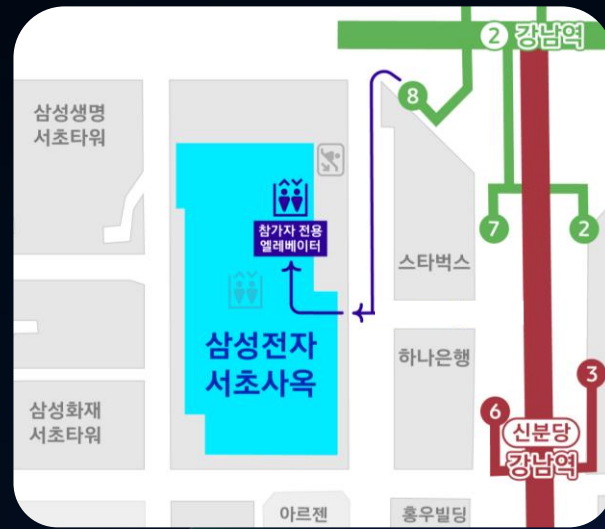 2 강남역
8
삼성생명
서초타워
7
2
참가자 전용
엘레베이터
스타벅스
삼성전자
서초사옥
하나은행
3
6
삼성화재
서초타워
신분당
강남역
아르젠
홍우빌딩